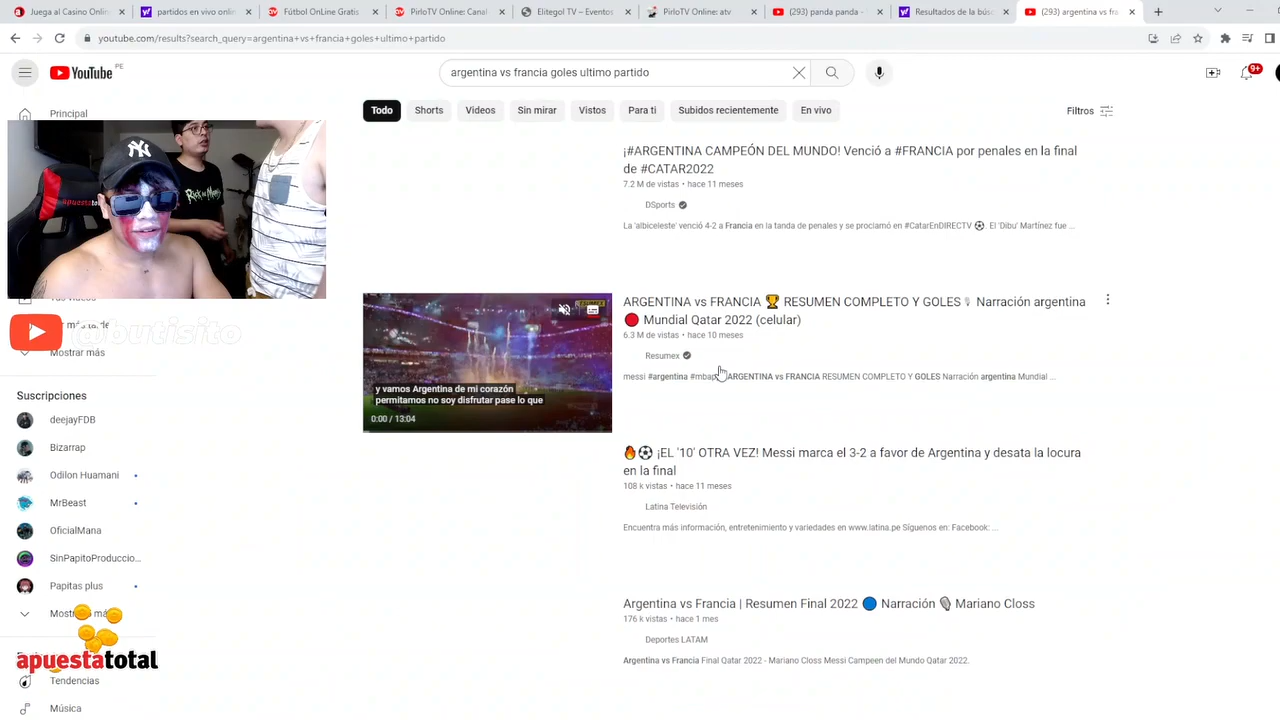 Juega al Casino Onlin
partidos en vivo onlin
Fútbol OnLine Gratis
PirloTV Online: Canal
Elitegol TV – Eventos
PirloTV Online: atv
(293) panda panda -
Resultados de la bús
(293) argentina vs fra
youtube.com/results?search_query=argentina+vs+francia+goles+ultimo+partido
YouTube PE
argentina vs francia goles ultimo partido
9+
Todo
Shorts
Videos
Sin mirar
Vistos
Para ti
Subidos recientemente
En vivo
Filtros
Principal
¡#ARGENTINA CAMPEÓN DEL MUNDO! Venció a #FRANCIA por penales en la final
de #CATAR2022
7.2 M de vistas • hace 11 meses
DSports
La 'albiceleste' venció 4-2 a Francia en la tanda de penales y se proclamó en #CatarEnDIRECTV ⚽. El 'Dibu' Martínez fue ...
ARGENTINA vs FRANCIA 🏆 RESUMEN COMPLETO Y GOLES🎙 Narración argentina
🔴 Mundial Qatar 2022 (celular)
6.3 M de vistas • hace 10 meses
Resumex
messi #argentina ARGENTINA vs FRANCIA RESUMEN COMPLETO Y GOLES Narración argentina Mundial ...
y vamos Argentina de mi corazón
permitamos no soy disfrutar pase lo que
0:00 / 13:04
@butisito
Mostrar más
Suscripciones
deejayFDB
Bizarrap
Odilon Huamani
MrBeast
OficialMana
SinPapitoProduccio...
Papitas plus
apuestatotal
Tendencias
Música
🔥⚽ ¡EL '10' OTRA VEZ! Messi marca el 3-2 a favor de Argentina y desata la locura
en la final
108 k vistas • hace 11 meses
Latina Televisión
Encuentra más información, entretenimiento y variedades en www.latina.pe Síguenos en: Facebook: ...
Argentina vs Francia | Resumen Final 2022 🔵 Narración 🎙 Mariano Closs
176 k vistas • hace 1 mes
Deportes LATAM
Argentina vs Francia Final Qatar 2022 - Mariano Closs Messi Campeen del Mundo Qatar 2022.